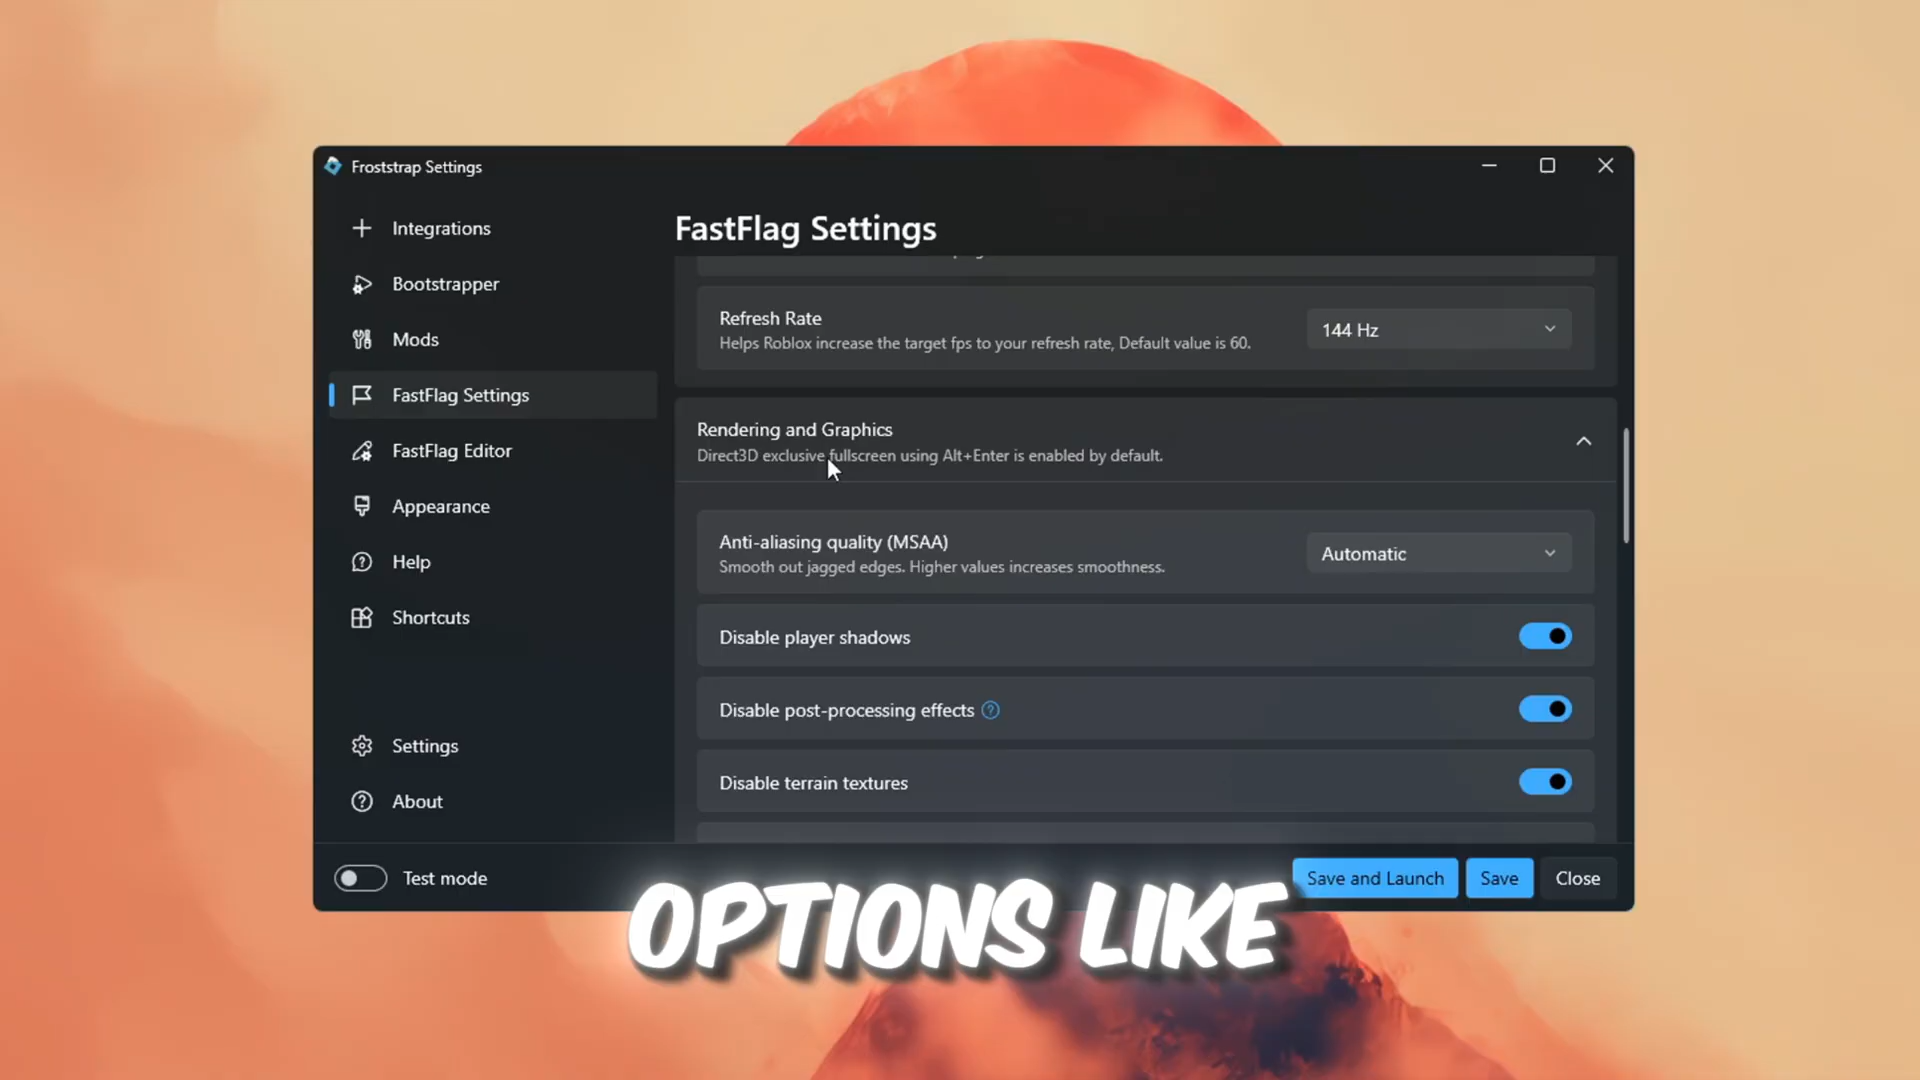 Froststrap Settings
Integrations
Bootstrapper
Mods
FastFlag Settings
FastFlag Editor
Appearance
Help
Shortcuts
Settings
About
Test mode
FastFlag Settings
Refresh Rate
Helps Roblox increase the target fps to your refresh rate, Default value is 60.
144 Hz
Rendering and Graphics
Direct3D exclusive fullscreen using Alt+Enter is enabled by default.
Anti-aliasing quality (MSAA)
Smooth out jagged edges. Higher values increases smoothness.
Automatic
Disable player shadows
Disable post-processing effects
Disable terrain textures
Save and Launch
Save
Close
OPTIONS LIKE